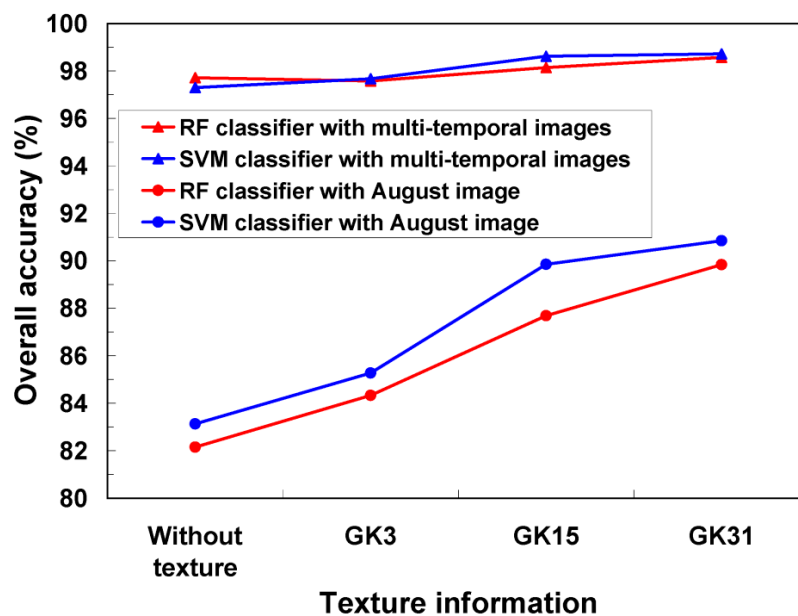 100
98
96
94
92
90
88
86
84
82
80
Overall accuracy (%)
RF classifier with multi-temporal images
SVM classifier with multi-temporal images
RF classifier with August image
SVM classifier with August image
Without texture
GK3
GK15
GK31
Texture information